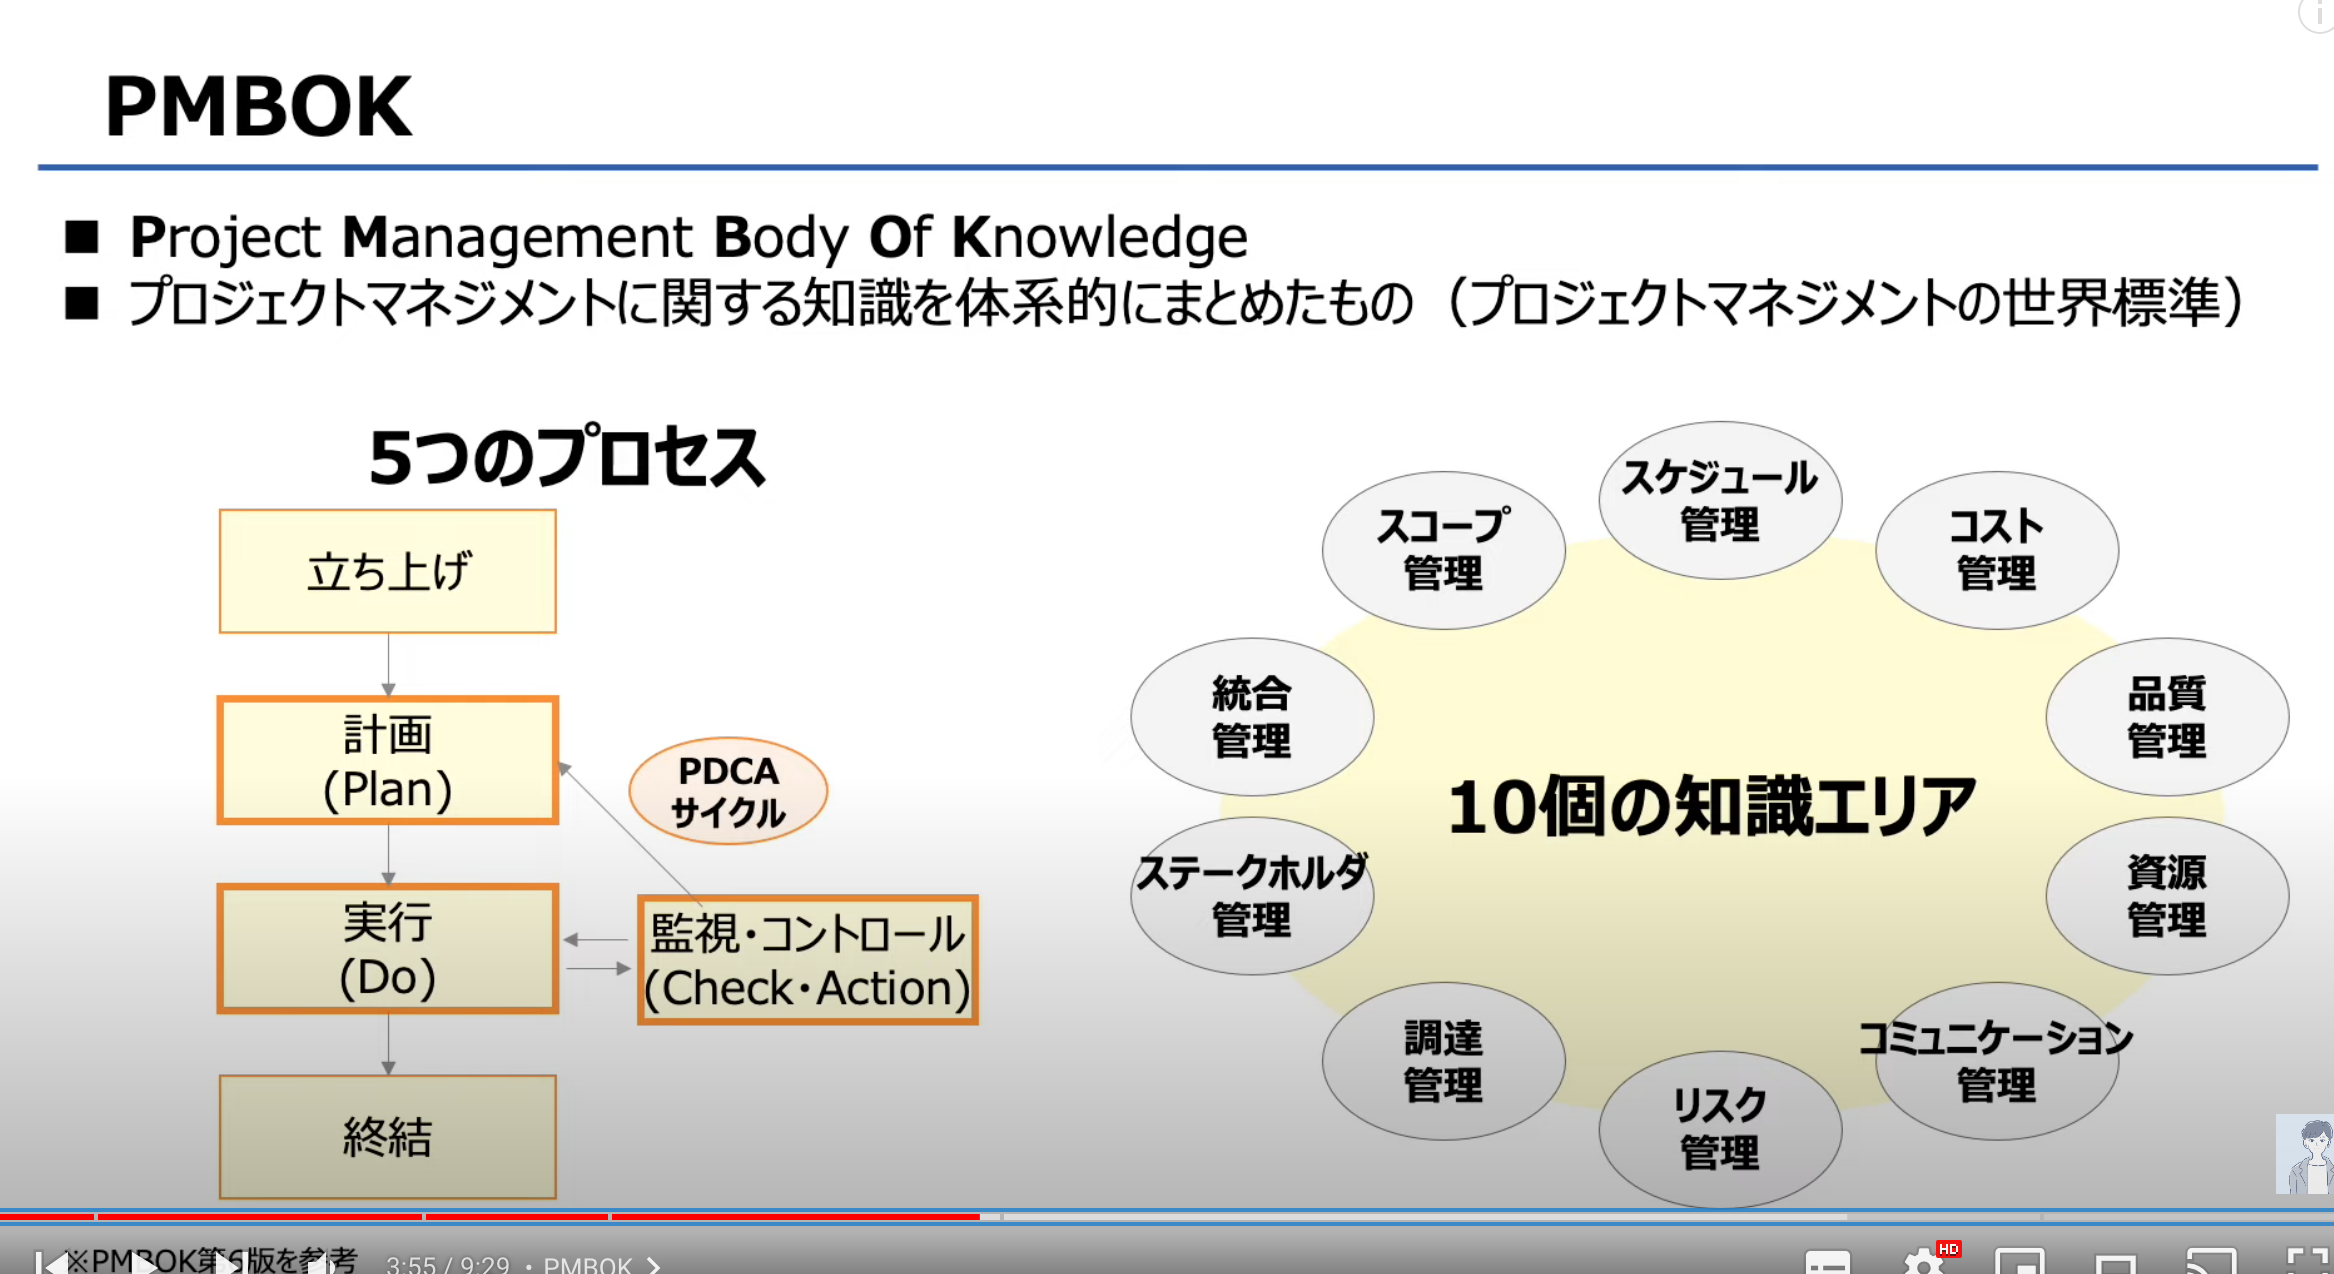 PMBOK
■ Project Management Body Of Knowledge
■ プロジェクトマネジメントに関する知識を体系的にまとめたもの（プロジェクトマネジメントの世界標準）
5つのプロセス
立ち上げ
計画
(Plan)
PDCA
サイクル
実行
(Do)
監視・コントロール
(Check・Action)
終結
10個の知識エリア
スケジュール
管理
コスト
管理
品質
管理
資源
管理
コミュニケーション
管理
リスク
管理
調達
管理
ステークホルダ
管理
統合
管理
スコープ
管理
※PMBOK第6版を参考
3:55 / 9:29 • PMBOK
HD